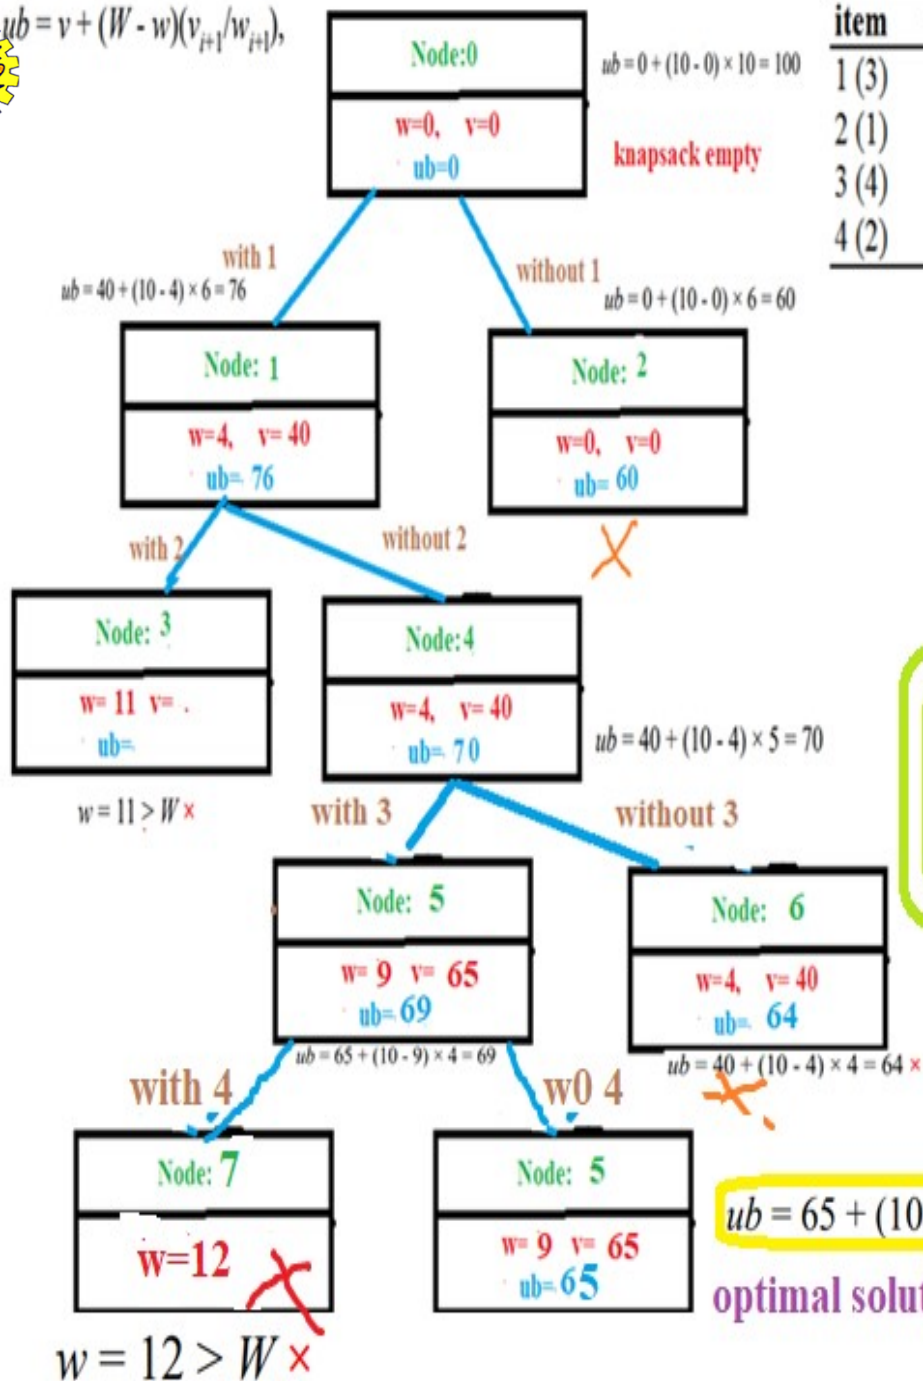 ub = v + (W - w)(v_{i+1}/w_{i+1}),
item
1 (3)
2 (1)
3 (4)
4 (2)
Node:0
w=0, v=0
ub=0
ub = 0 + (10 - 0) × 10 = 100
knapsack empty
with 1
without 1
ub = 40 + (10 - 4) × 6 = 76
ub = 0 + (10 - 0) × 6 = 60
Node: 1
w=4, v= 40
ub= 76
Node: 2
w=0, v=0
ub= 60
with 2
without 2
Node: 3
w= 11 v= .
ub=
w = 11 > W ×
Node:4
w=4, v= 40
ub= 70
ub = 40 + (10 - 4) × 5 = 70
with 3
without 3
Node: 5
w= 9 v= 65
ub= 69
ub = 65 + (10 - 9) × 4 = 69
Node: 6
w=4, v= 40
ub= 64
ub = 40 + (10 - 4) × 4 = 64 ×
with 4
w0 4
Node: 7
w=12
w = 12 > W ×
Node: 5
w= 9 v= 65
ub= 65
ub = 65 + (10
optimal solut